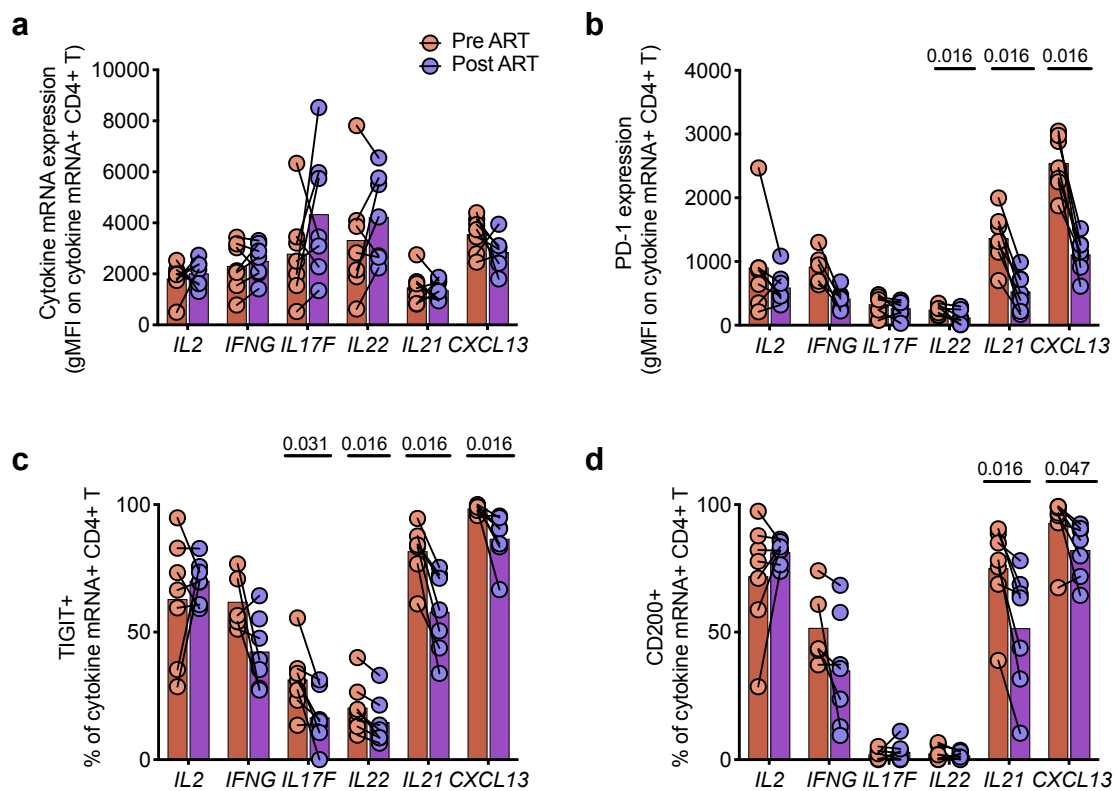 a
Pre ART
Post ART
Cytokine mRNA expression
(gMFI on cytokine mRNA+ CD4+ T)
10000
8000
6000
4000
2000
0
IL2 IFNG IL17F IL22 IL21 CXCL13
b
0.016 0.016 0.016
PD-1 expression
(gMFI on cytokine mRNA+ CD4+ T)
4000
3000
2000
1000
0
IL2 IFNG IL17F IL22 IL21 CXCL13
c
0.031 0.016 0.016 0.016
TIGIT+
% of cytokine mRNA+ CD4+ T
100
50
0
IL2 IFNG IL17F IL22 IL21 CXCL13
d
0.016 0.047
CD200+
% of cytokine mRNA+ CD4+ T
100
50
0
IL2 IFNG IL17F IL22 IL21 CXCL13